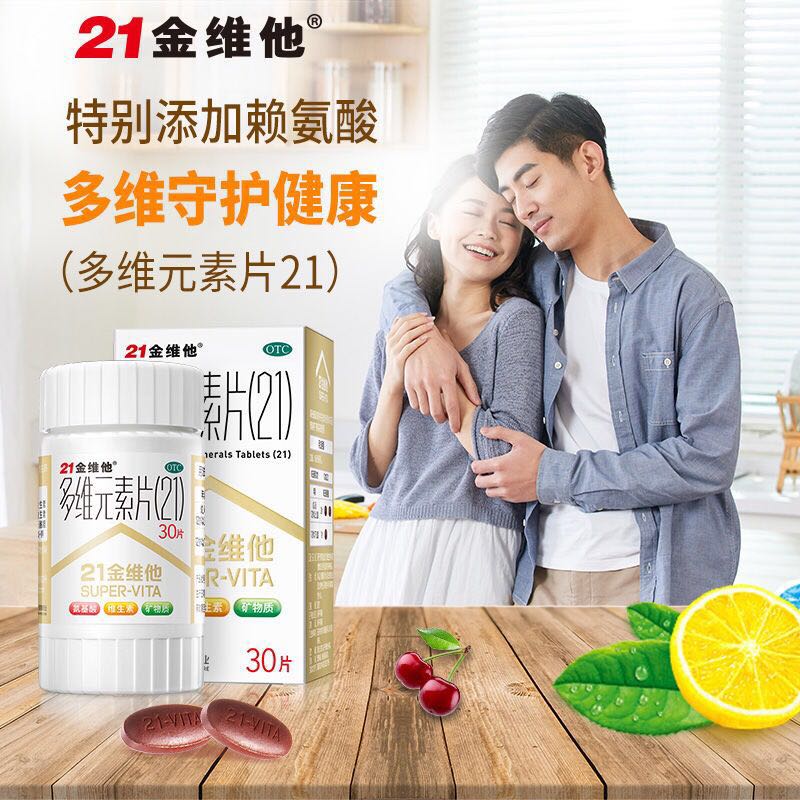 21金维他®
特别添加赖氨酸
多维守护健康
（多维元素片21）
21金维他®
OTC
素片(21)
nerals Tablets (21)
金维他
R-VITA
生素 矿物质
30片
21金维他®
OTC
多维元素片(21)
30片
21金维他
SUPER-VITA
氨基酸 维生素 矿物质
21-VITA
21-VITA